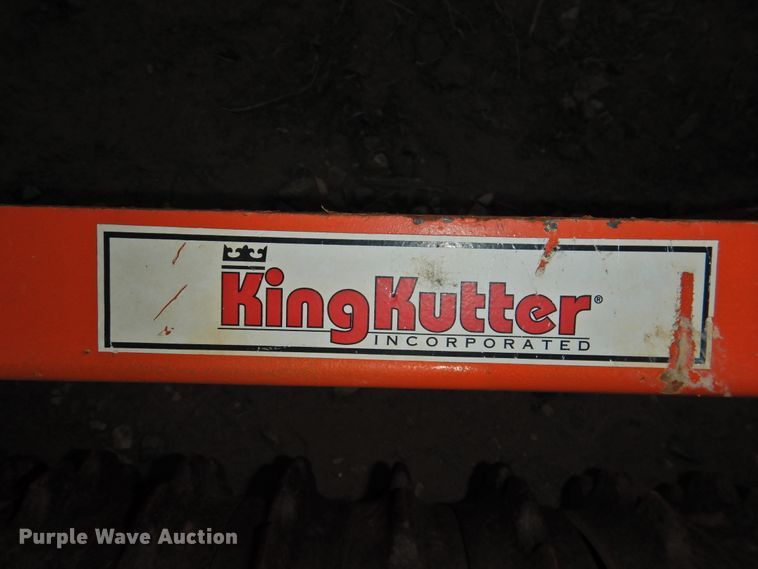 KingKutter®
INCORPORATED
Purple Wave Auction